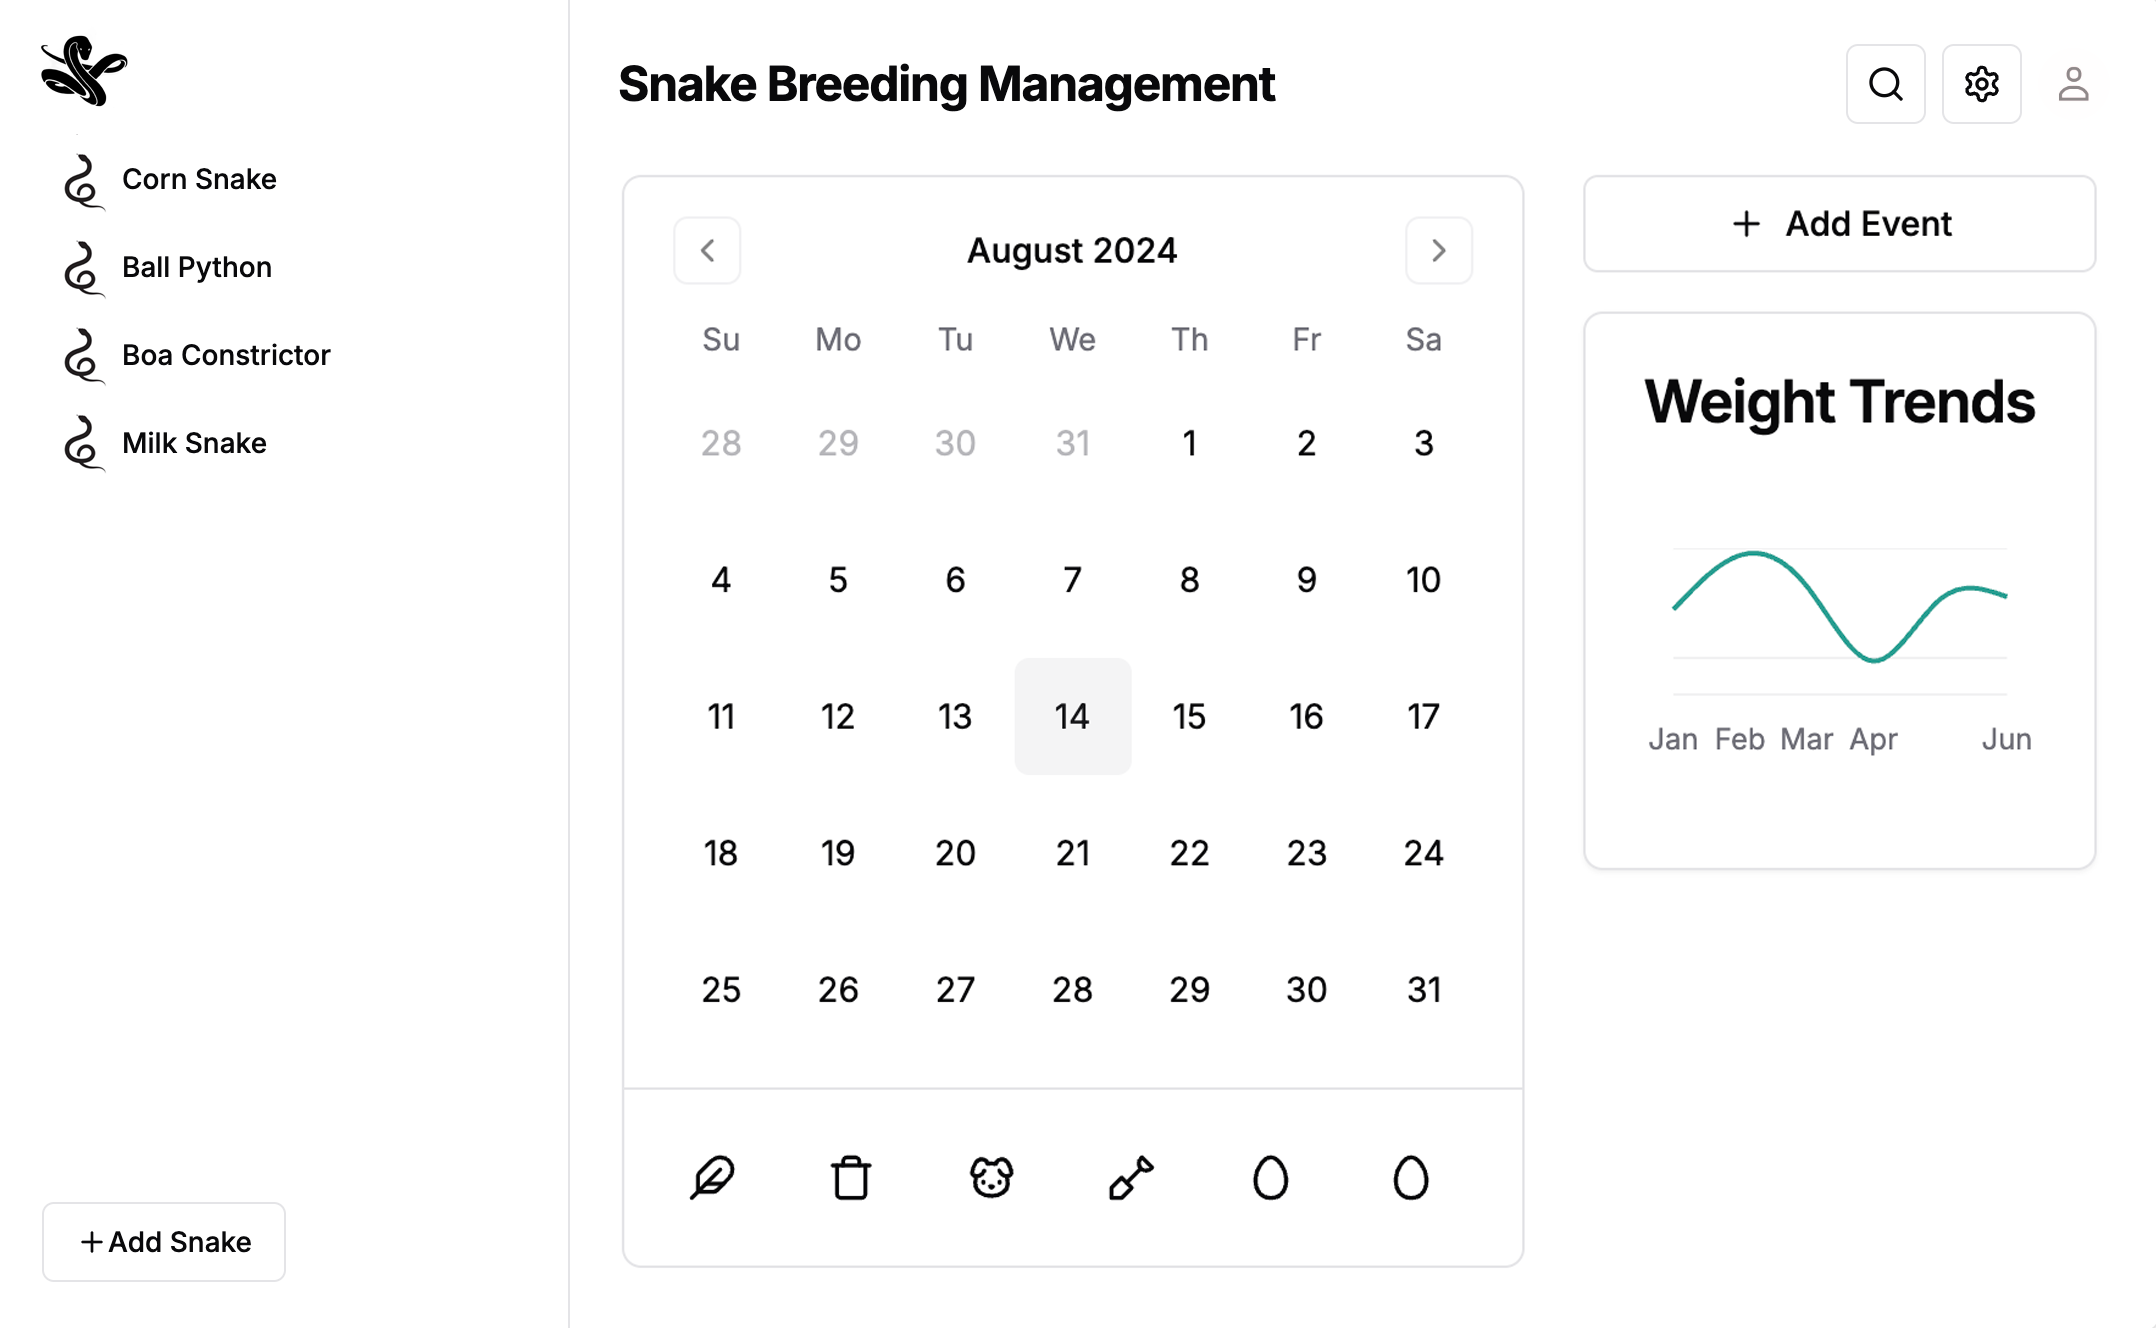 Snake Breeding Management
Corn Snake
Ball Python
Boa Constrictor
Milk Snake
+ Add Snake
August 2024
Su Mo Tu We Th Fr Sa
28 29 30 31 1 2 3
4 5 6 7 8 9 10
11 12 13 14 15 16 17
18 19 20 21 22 23 24
25 26 27 28 29 30 31
+ Add Event
Weight Trends
Jan Feb Mar Apr Jun